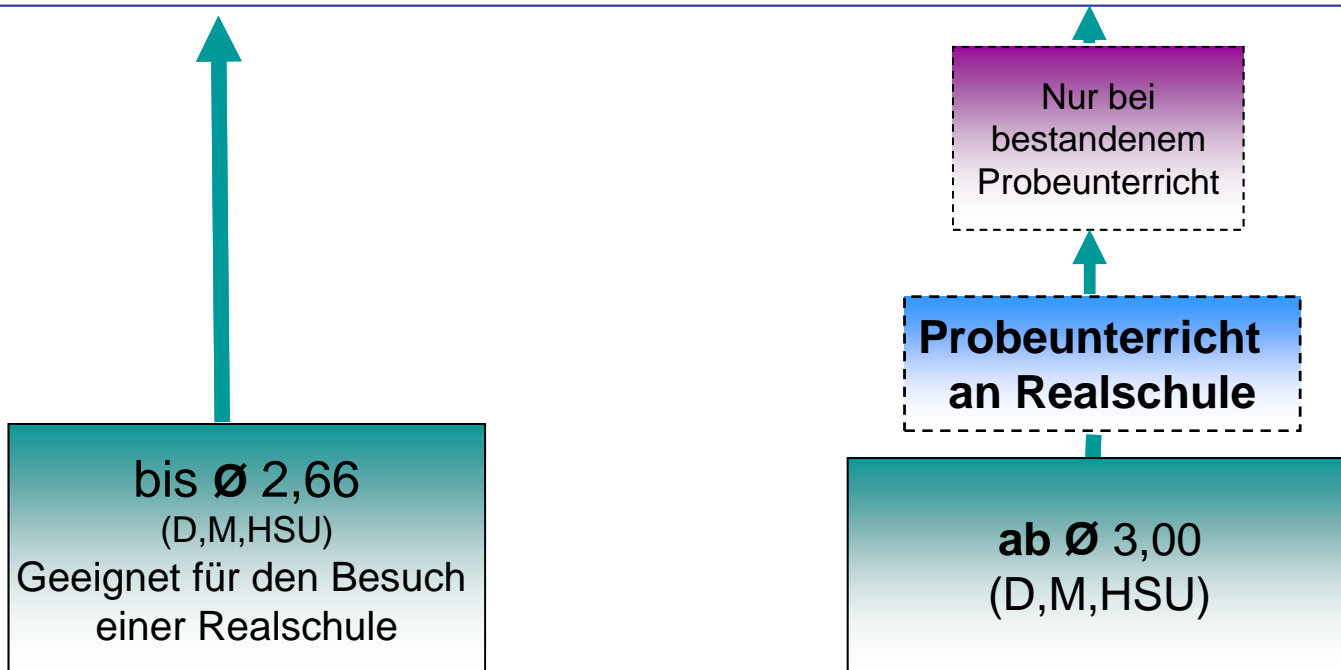 Nur bei
bestandenem
Probeunterricht
Probeunterricht
an Realschule
bis Ø 2,66
(D,M,HSU)
Geeignet für den Besuch
einer Realschule
ab Ø 3,00
(D,M,HSU)